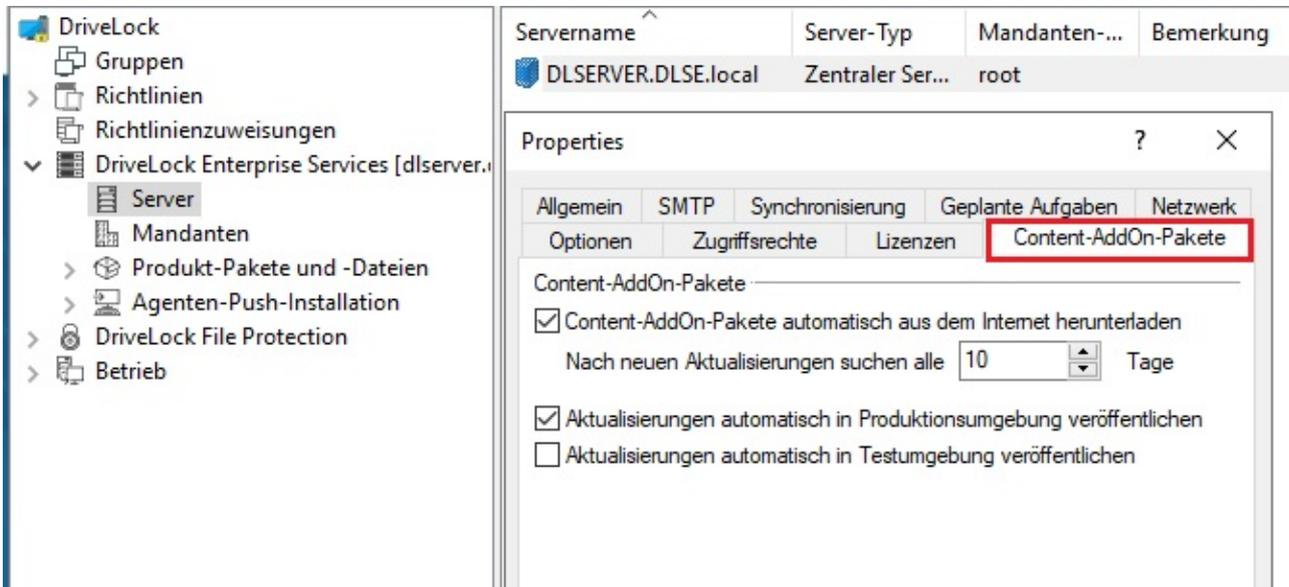 DriveLock
Gruppen
Richtlinien
Richtlinienzuweisungen
DriveLock Enterprise Services [dlserver.
Server
Mandanten
Produkt-Pakete und -Dateien
Agenten-Push-Installation
DriveLock File Protection
Betrieb
Servername Server-Typ Mandanten-... Bemerkung
DLSERVER.DLSE.local Zentraler Ser... root
Properties ?
Allgemein SMTP Synchronisierung Geplante Aufgaben Netzwerk
Optionen Zugriffsrechte Lizenzen Content-AddOn-Pakete
Content-AddOn-Pakete
Content-AddOn-Pakete automatisch aus dem Internet herunterladen
Nach neuen Aktualisierungen suchen alle 10 Tage
Aktualisierungen automatisch in Produktionsumgebung veröffentlichen
Aktualisierungen automatisch in Testumgebung veröffentlichen